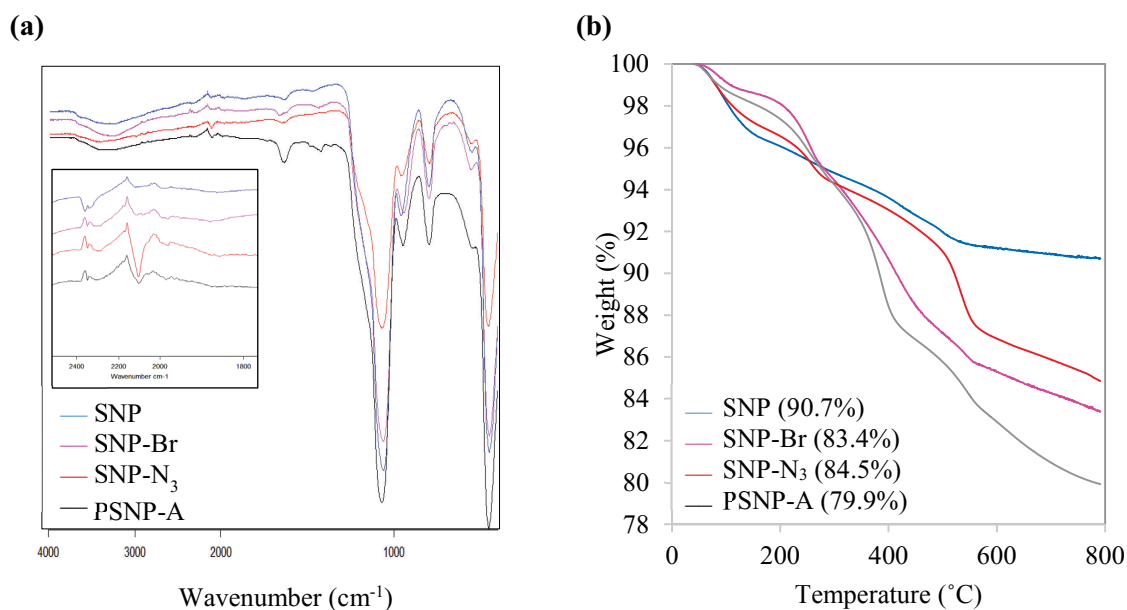 (a)
2400 2200 2000 1800
Wavenumber cm-1
SNP
SNP-Br
SNP-N₃
PSNP-A
4000 3000 2000 1000
Wavenumber (cm⁻¹)
(b)
100
98
96
94
92
90
88
86
84
82
80
78
Weight (%)
SNP (90.7%)
SNP-Br (83.4%)
SNP-N₃ (84.5%)
PSNP-A (79.9%)
0 200 400 600 800
Temperature (˚C)